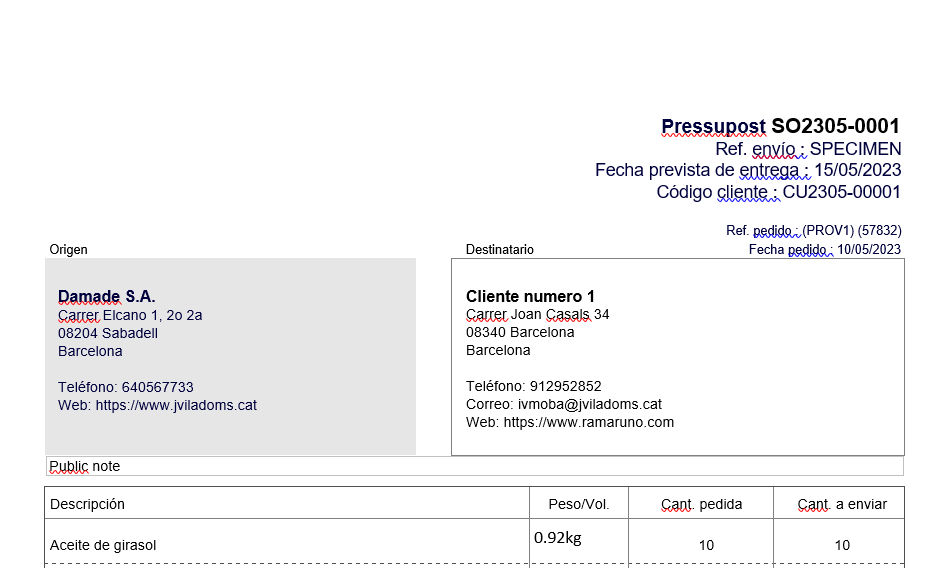 Pressupost SO2305-0001
Ref. envío : SPECIMEN
Fecha prevista de entrega : 15/05/2023
Código cliente : CU2305-00001
Ref. pedido : (PROV1) (57832)
Fecha pedido : 10/05/2023
Origen
Damade S.A.
Carrer Elcano 1, 2o 2a
08204 Sabadell
Barcelona
Teléfono: 640567733
Web: https://www.jviladoms.cat
Destinatario
Cliente numero 1
Carrer Joan Casals 34
08340 Barcelona
Barcelona
Teléfono: 912952852
Correo: ivmoba@jviladoms.cat
Web: https://www.ramaruno.com
Public note
Descripción Peso/Vol. Cant. pedida Cant. a enviar
Aceite de girasol 0.92kg 10 10